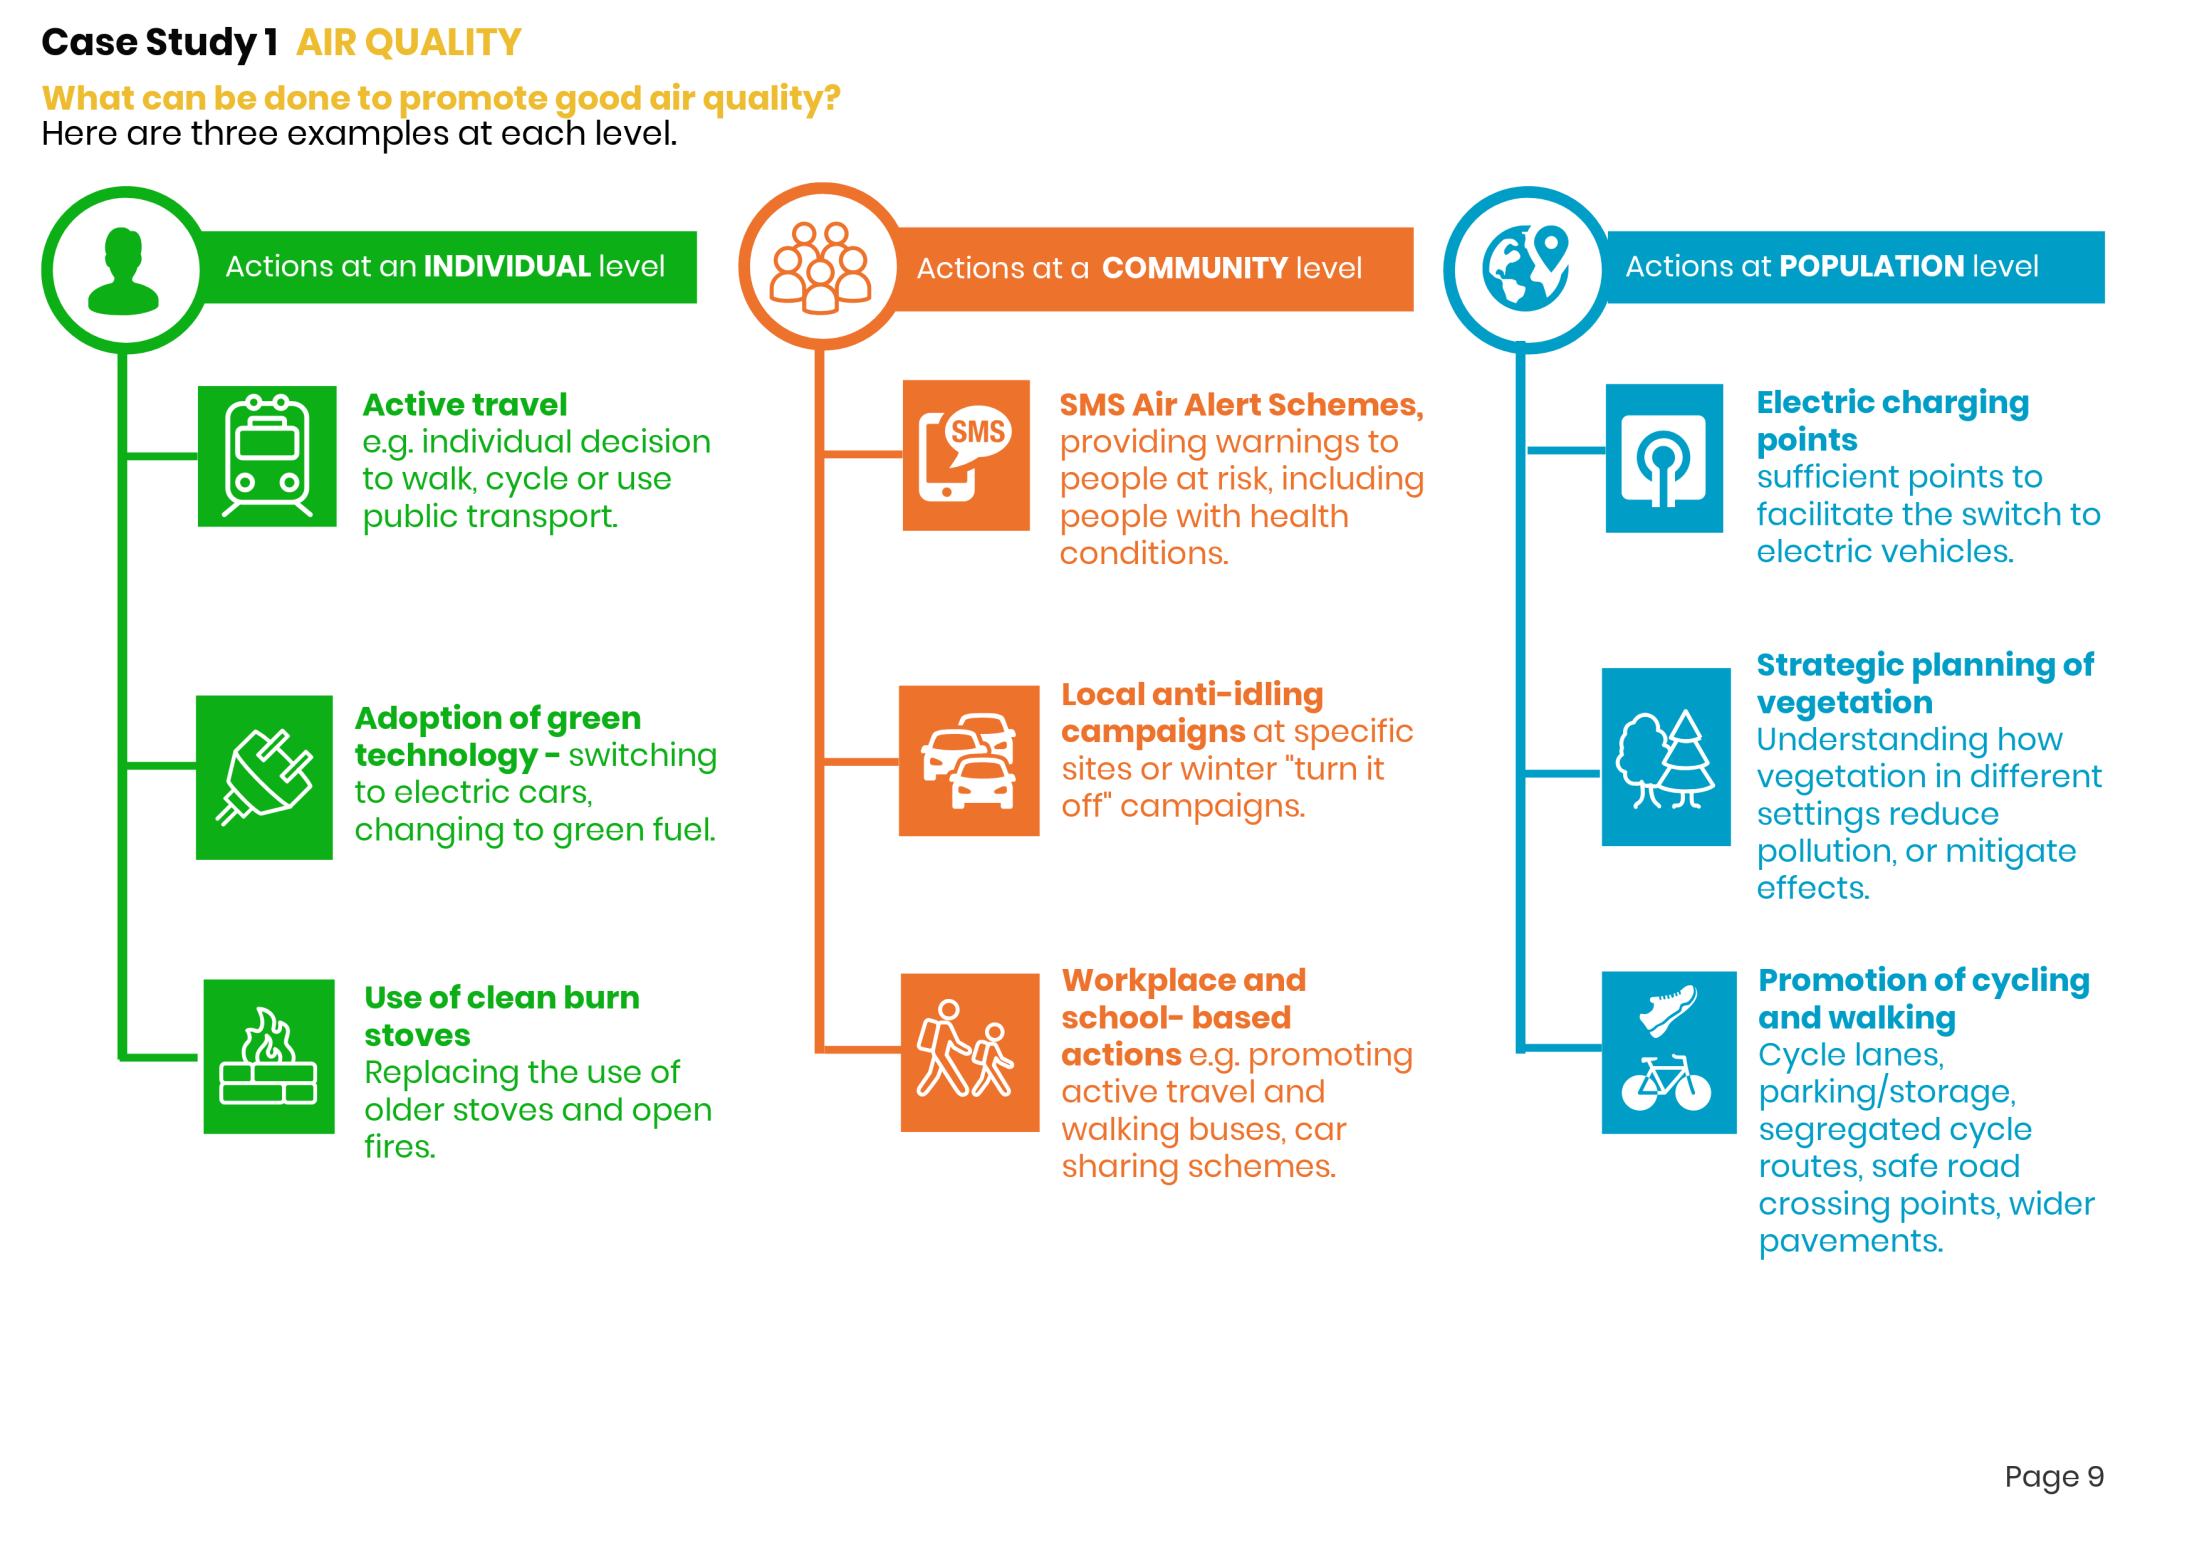 Case Study 1 AIR QUALITY
What can be done to promote good air quality?
Here are three examples at each level.
Actions at an INDIVIDUAL level
Active travel
e.g. individual decision
to walk, cycle or use
public transport.
Adoption of green
technology - switching
to electric cars,
changing to green fuel.
Use of clean burn
stoves
Replacing the use of
older stoves and open
fires.
Actions at a COMMUNITY level
SMS
SMS Air Alert Schemes,
providing warnings to
people at risk, including
people with health
conditions.
Local anti-idling
campaigns at specific
sites or winter "turn it
off" campaigns.
Workplace and
school- based
actions e.g. promoting
active travel and
walking buses, car
sharing schemes.
Actions at POPULATION level
Electric charging
points
sufficient points to
facilitate the switch to
electric vehicles.
Strategic planning of
vegetation
Understanding how
vegetation in different
settings reduce
pollution, or mitigate
effects.
Promotion of cycling
and walking
Cycle lanes,
parking/storage,
segregated cycle
routes, safe road
crossing points, wider
pavements.
Page 9